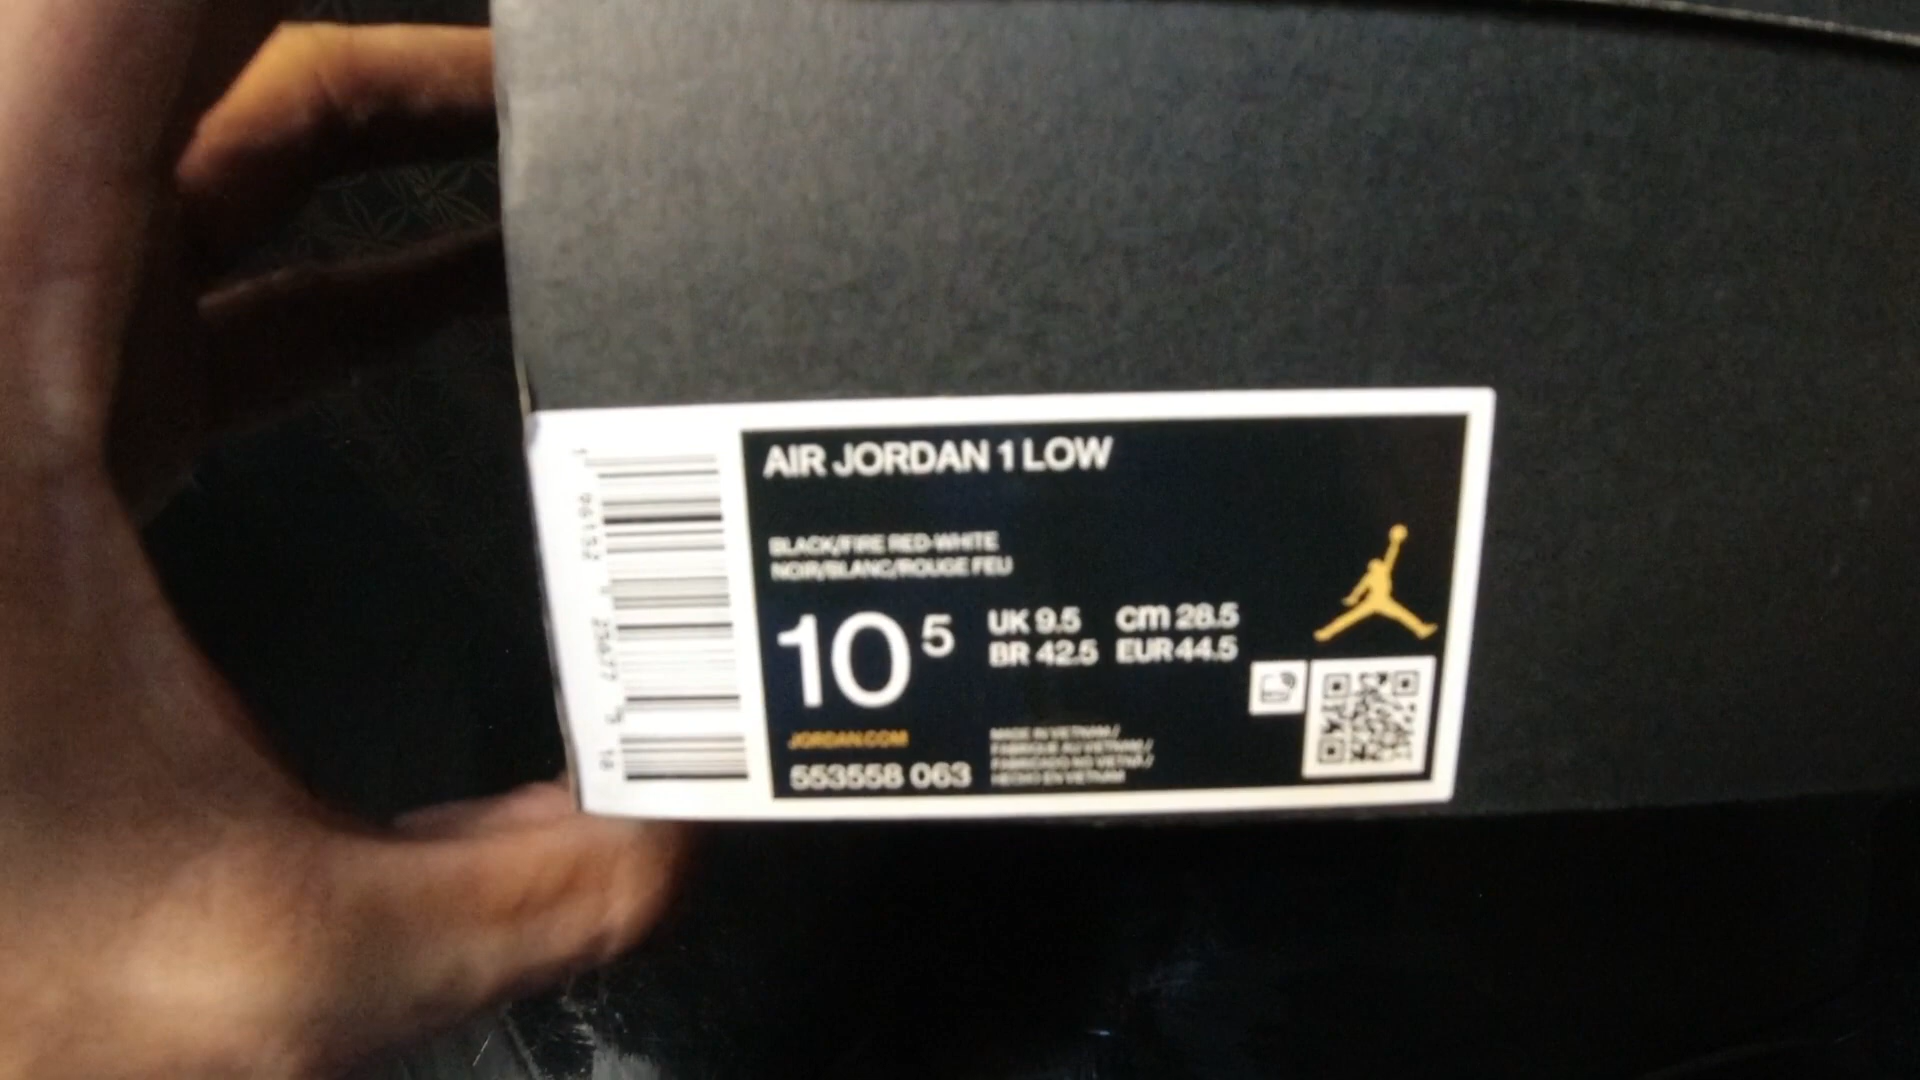 AIR JORDAN 1 LOW
BLACK/FIRE RED-WHITE
NOIR/BLANC/ROUGE FEU
10 5
UK 9.5 cm 28.5
BR 42.5 EUR 44.5
JORDAN.COM
553558 063
MADE IN VIETNAM /
FABRIQUE AU VIETNAM /
FABRICADO NO VIETNÃ /
HECHO EN VIETNAM